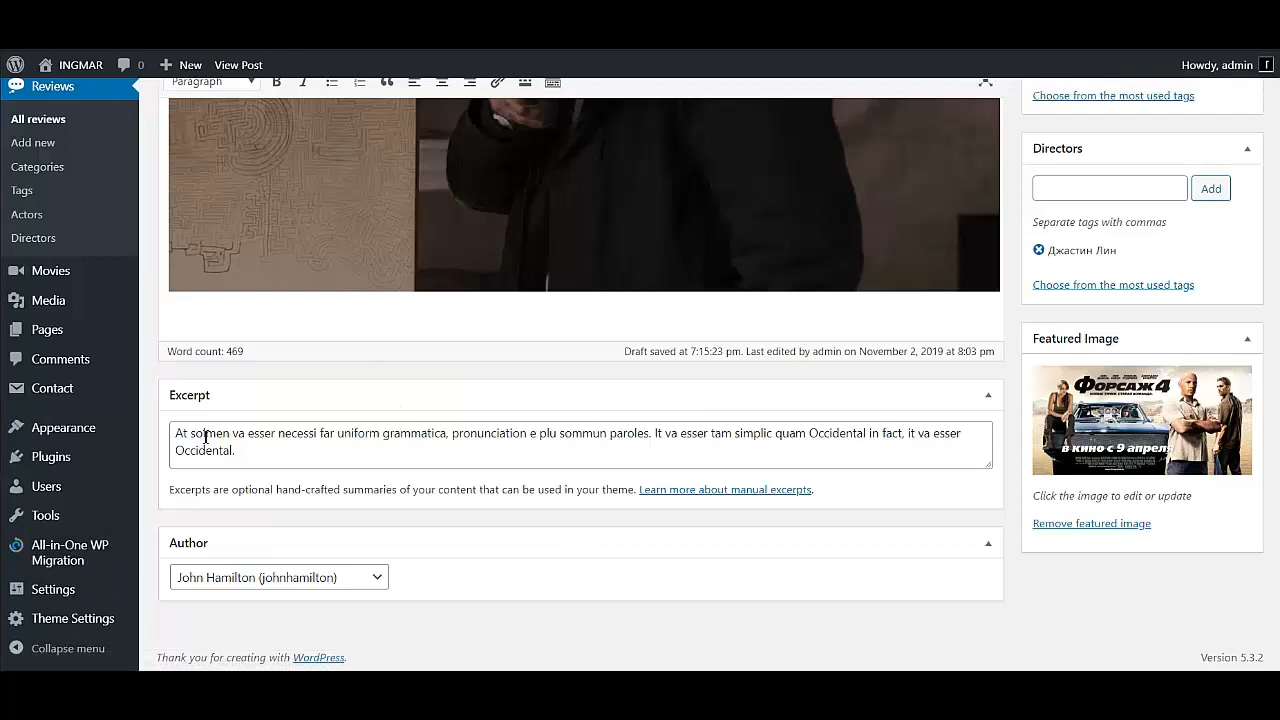 INGMAR 0 New View Post Howdy, admin
Reviews
All reviews
Add new
Categories
Tags
Actors
Directors
Movies
Media
Pages
Comments
Contact
Appearance
Plugins
Users
Tools
All-in-One WP
Migration
Settings
Theme Settings
Collapse menu
Paragraph
Word count: 469
Draft saved at 7:15:23 pm. Last edited by admin on November 2, 2019 at 8:03 pm
Excerpt
At solmen va esser necessi far uniform grammatica, pronunciation e plu sommun paroles. It va esser tam simplic quam Occidental in fact, it va esser
Occidental.
Excerpts are optional hand-crafted summaries of your content that can be used in your theme. Learn more about manual excerpts.
Author
John Hamilton (johnhamilton)
Thank you for creating with WordPress.
Choose from the most used tags
Directors
Add
Separate tags with commas
Джастин Лин
Choose from the most used tags
Featured Image
Форсаж 4
в кино с 9 апреля
Click the image to edit or update
Remove featured image
Version 5.3.2